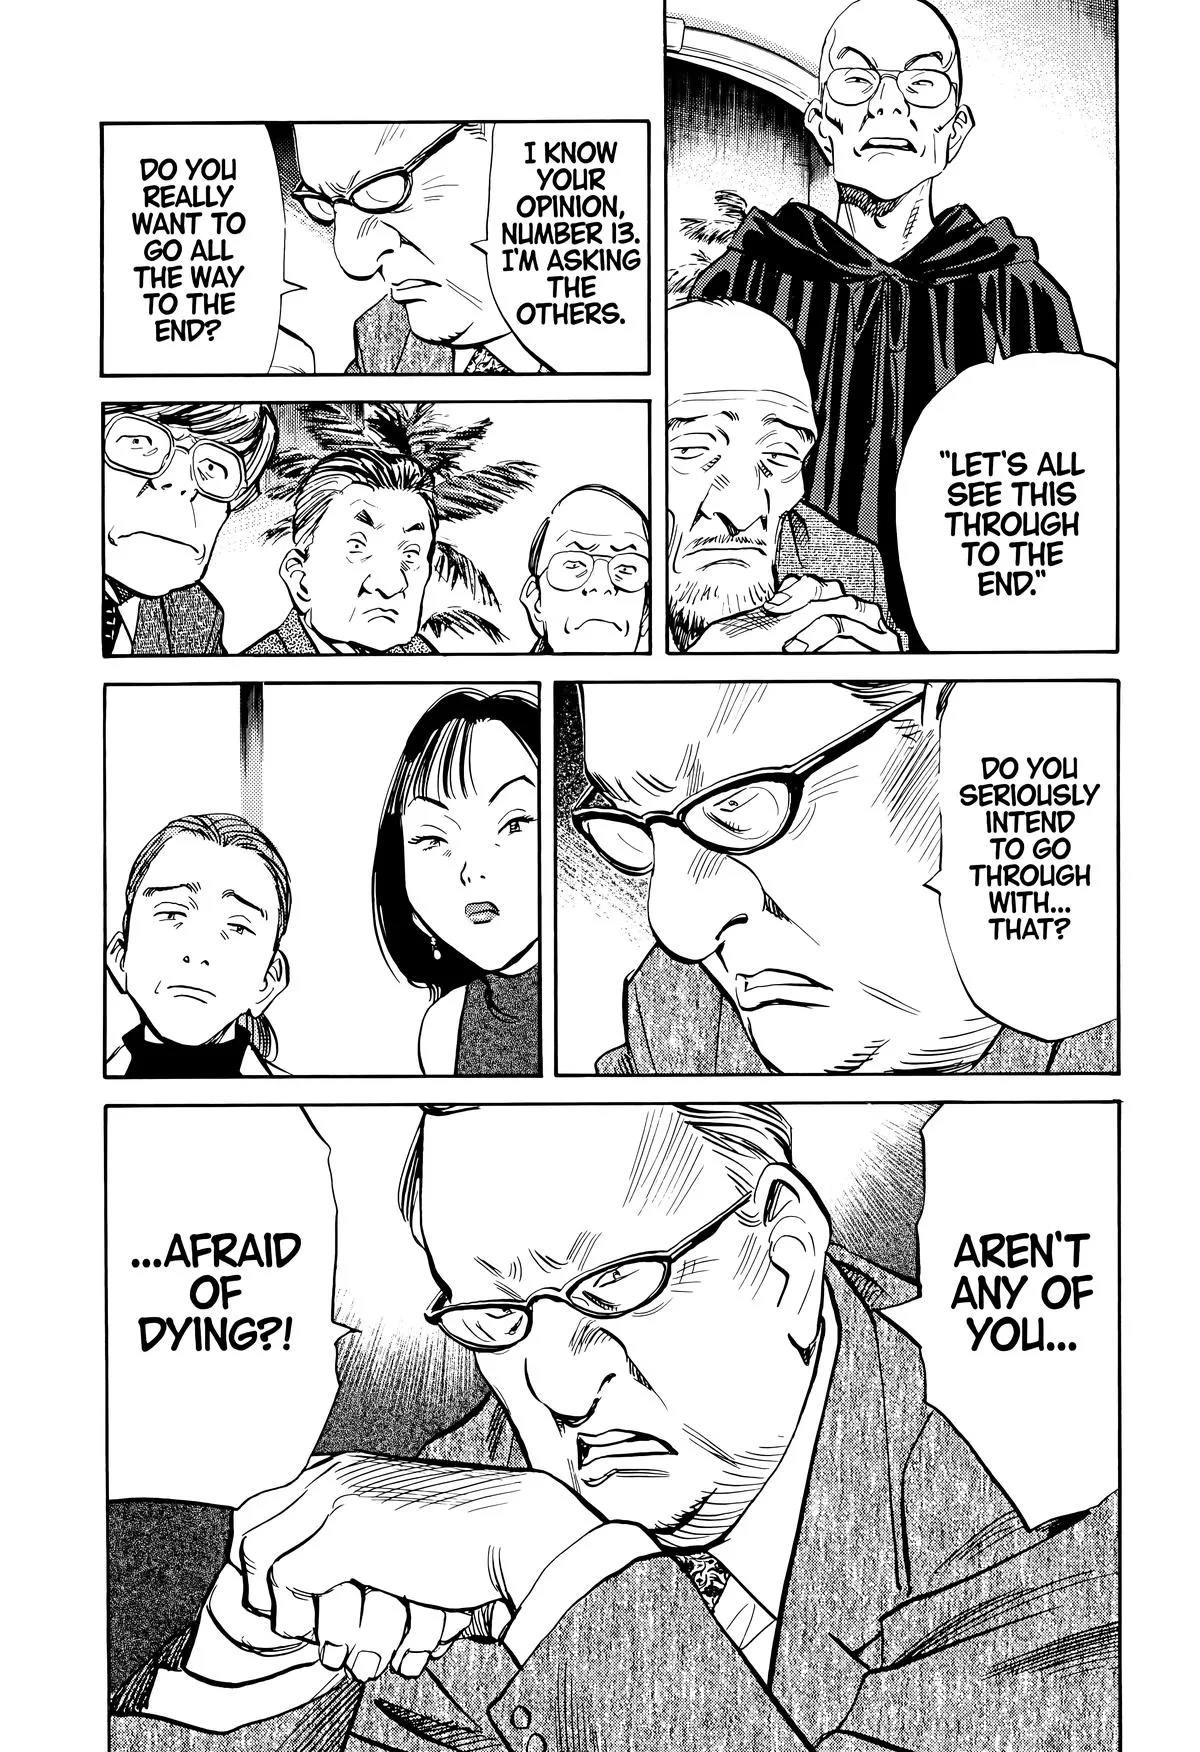 "LET'S ALL
SEE THIS
THROUGH
TO THE
END."
I KNOW
YOUR
OPINION,
NUMBER 13.
I'M ASKING
THE
OTHERS.
DO YOU
REALLY
WANT TO
GO ALL
THE WAY
TO THE
END?
DO YOU
SERIOUSLY
INTEND
TO GO
THROUGH
WITH...
THAT?
AREN'T
ANY OF
YOU...
...AFRAID
OF
DYING?!